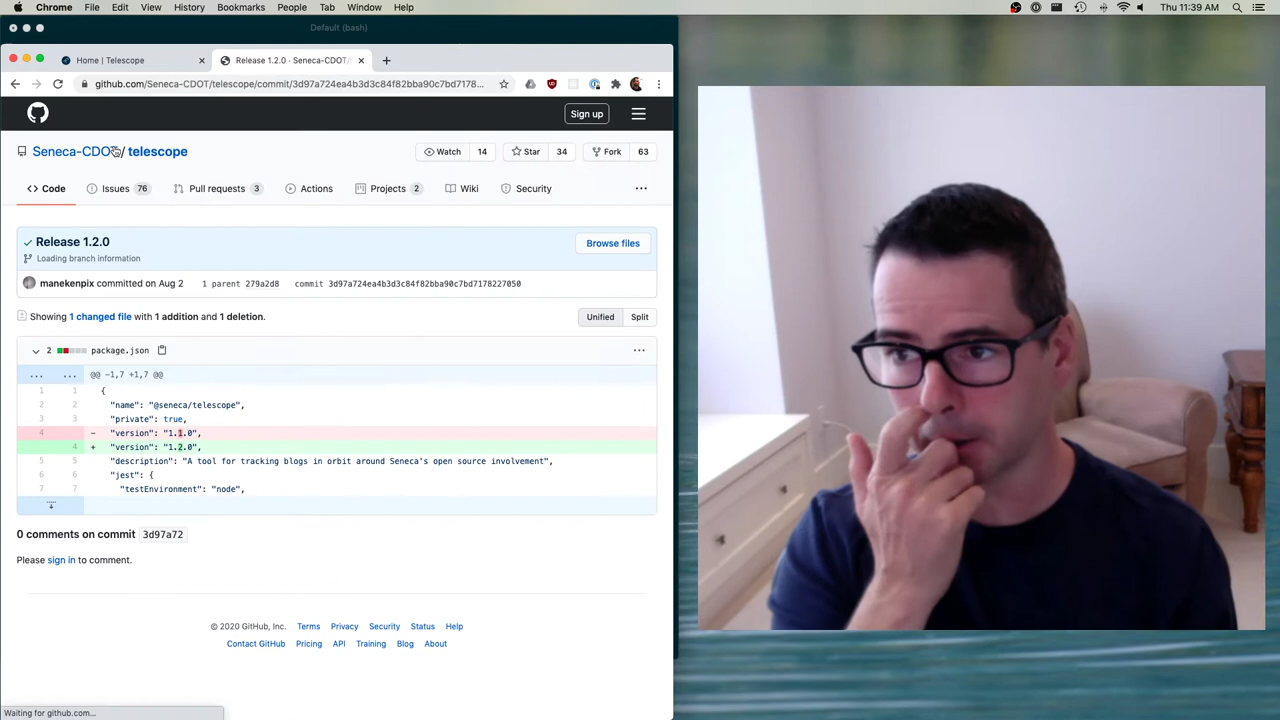 Chrome File Edit View History Bookmarks People Tab Window Help Thu 11:39 AM
Default (bash)
Home | Telescope Release 1.2.0 · Seneca-CDOT/
github.com/Seneca-CDOT/telescope/commit/3d97a724ea4b3d3c84f82bba90c7bd7178...
Sign up
Seneca-CDO / telescope Watch 14 Star 34 Fork 63
Code Issues 76 Pull requests 3 Actions Projects 2 Wiki Security ...
Release 1.2.0 Browse files
Loading branch information
manekenpix committed on Aug 2 1 parent 279a2d8 commit 3d97a724ea4b3d3c84f82bba90c7bd7178227050
Showing 1 changed file with 1 addition and 1 deletion. Unified Split
2 package.json ...
... ... @@ -1,7 +1,7 @@
1 1 {
2 2 "name": "@seneca/telescope",
3 3 "private": true,
4 - "version": "1.1.0",
4 + "version": "1.2.0",
5 5 "description": "A tool for tracking blogs in orbit around Seneca's open source involvement",
6 6 "jest": {
7 7 "testEnvironment": "node",
0 comments on commit 3d97a72
Please sign in to comment.
© 2020 GitHub, Inc. Terms Privacy Security Status Help
Contact GitHub Pricing API Training Blog About
Waiting for github.com...